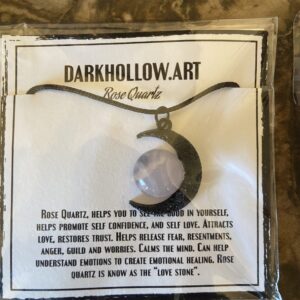 DARKHOLLOW.ART
Rose Quartz
ROSE QUARTZ, HELPS YOU TO SEE THE GOOD IN YOURSELF,
HELPS PROMOTE SELF CONFIDENCE, AND SELF LOVE. ATTRACTS
LOVE, RESTORES TRUST. HELPS RELEASE FEAR, RESENTMENTS,
ANGER, GUILD AND WORRIES. CALMS THE MIND. CAN HELP
UNDERSTAND EMOTIONS TO CREATE EMOTIONAL HEALING. ROSE
QUARTZ IS KNOW AS THE "LOVE STONE".